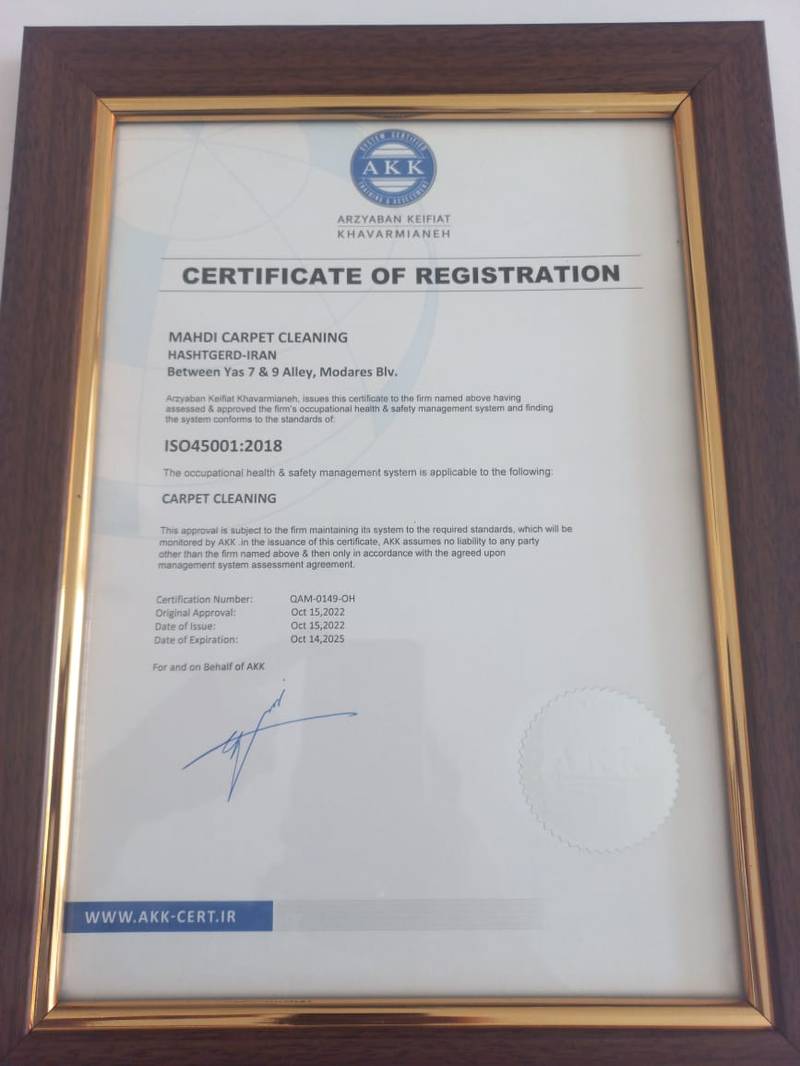 SYSTEM CERTIFIED
AKK
TRAINING & ASSESSMENT
ARZYABAN KEIFIAT
KHAVARMIANEH
CERTIFICATE OF REGISTRATION
MAHDI CARPET CLEANING
HASHTGERD-IRAN
Between Yas 7 & 9 Alley, Modares Blv.
Arzyaban Keifiat Khavarmianeh, issues this certificate to the firm named above having
assessed & approved the firm's occupational health & safety management system and finding
the system conforms to the standards of:
ISO45001:2018
The occupational health & safety management system is applicable to the following:
CARPET CLEANING
This approval is subject to the firm maintaining its system to the required standards, which will be
monitored by AKK .in the issuance of this certificate, AKK assumes no liability to any party
other than the firm named above & then only in accordance with the agreed upon
management system assessment agreement.
Certification Number: QAM-0149-OH
Original Approval: Oct 15,2022
Date of Issue: Oct 15,2022
Date of Expiration: Oct 14,2025
For and on Behalf of AKK
WWW.AKK-CERT.IR